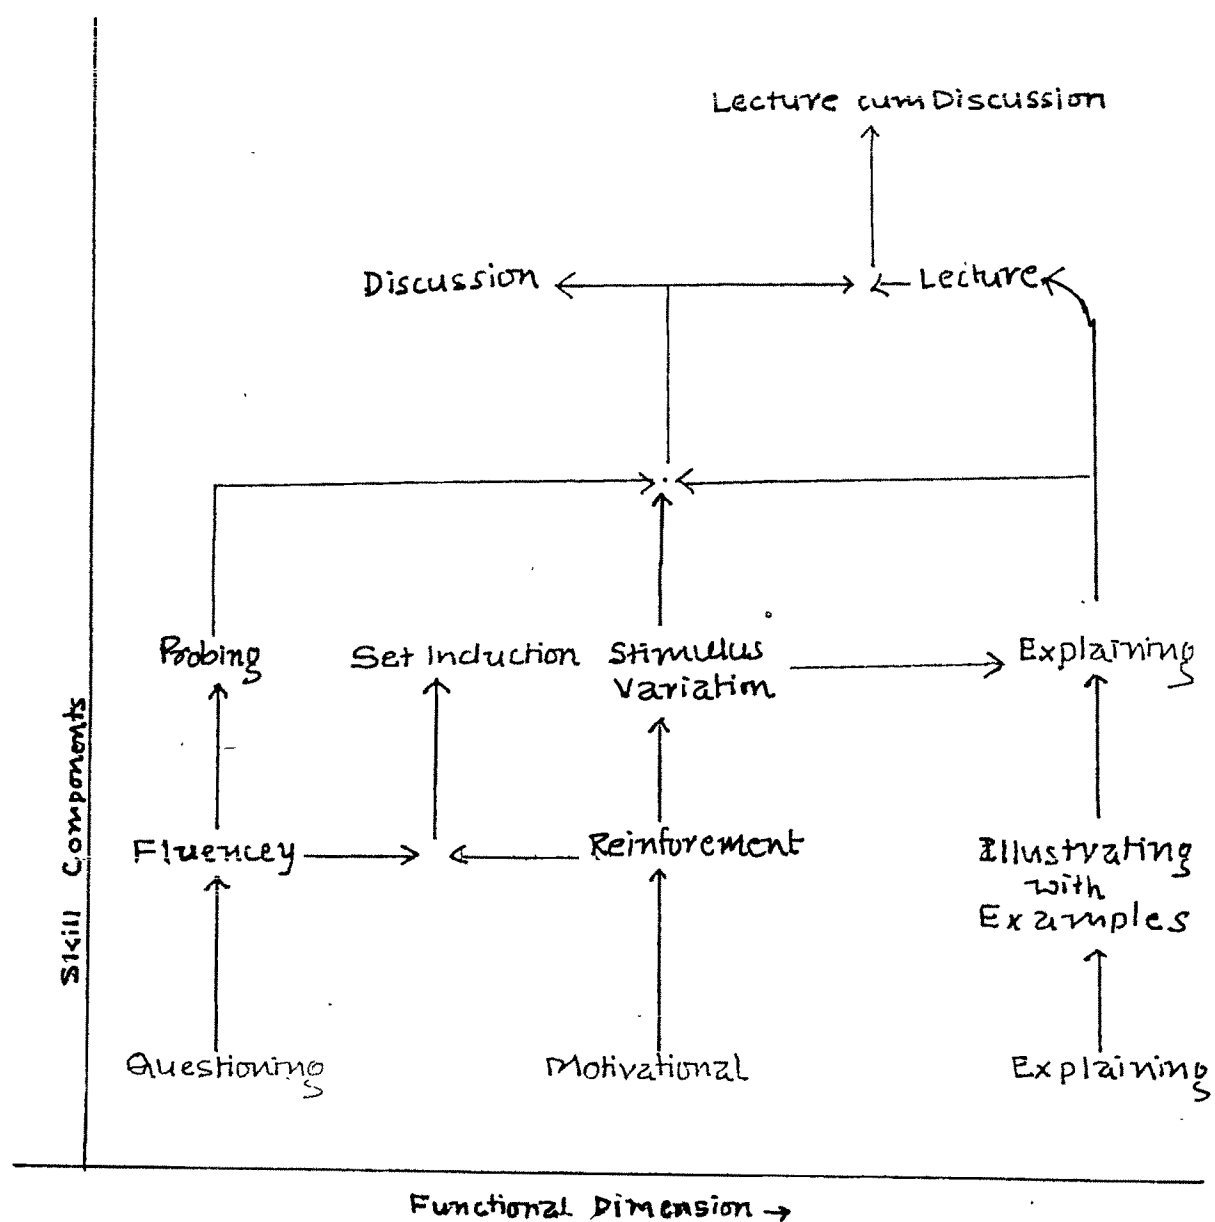 Lecture cum Discussion
Discussion
Lecture
Probing
Set Induction
Stimulus
Variation
Explaining
Fluencey
Reinforement
Illustrating
with
Examples
Questioning
Motivational
Explaining
Skill Components
Functional Dimension →